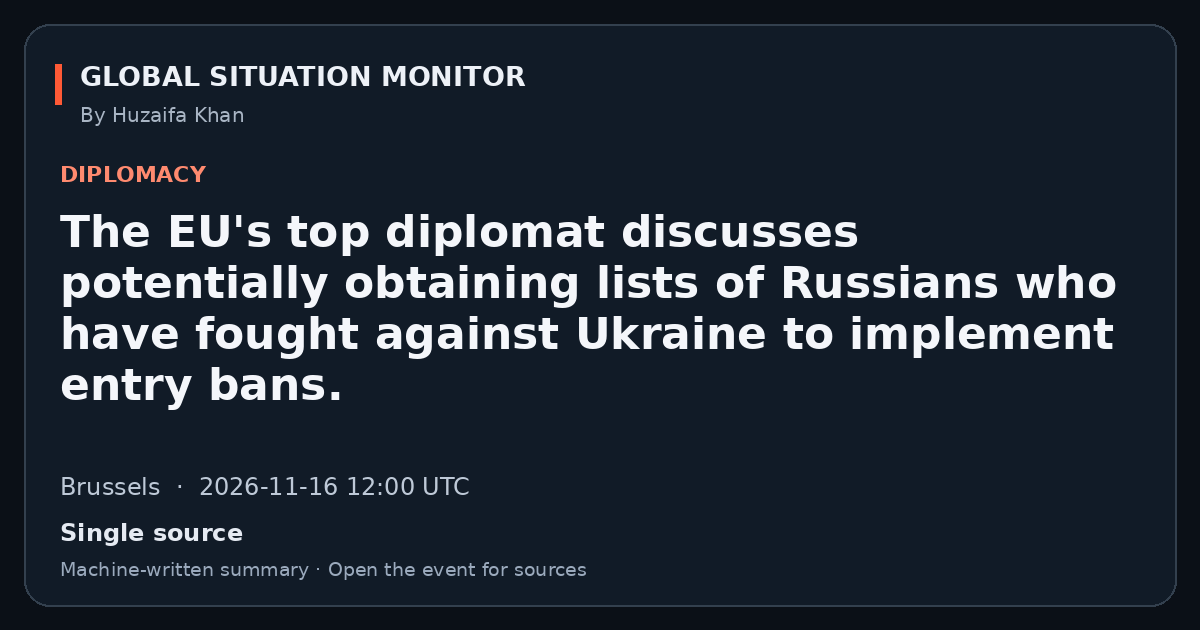 GLOBAL SITUATION MONITOR
By Huzaifa Khan
DIPLOMACY
The EU's top diplomat discusses
potentially obtaining lists of Russians who
have fought against Ukraine to implement
entry bans.
Brussels · 2026-11-16 12:00 UTC
Single source
Machine-written summary · Open the event for sources